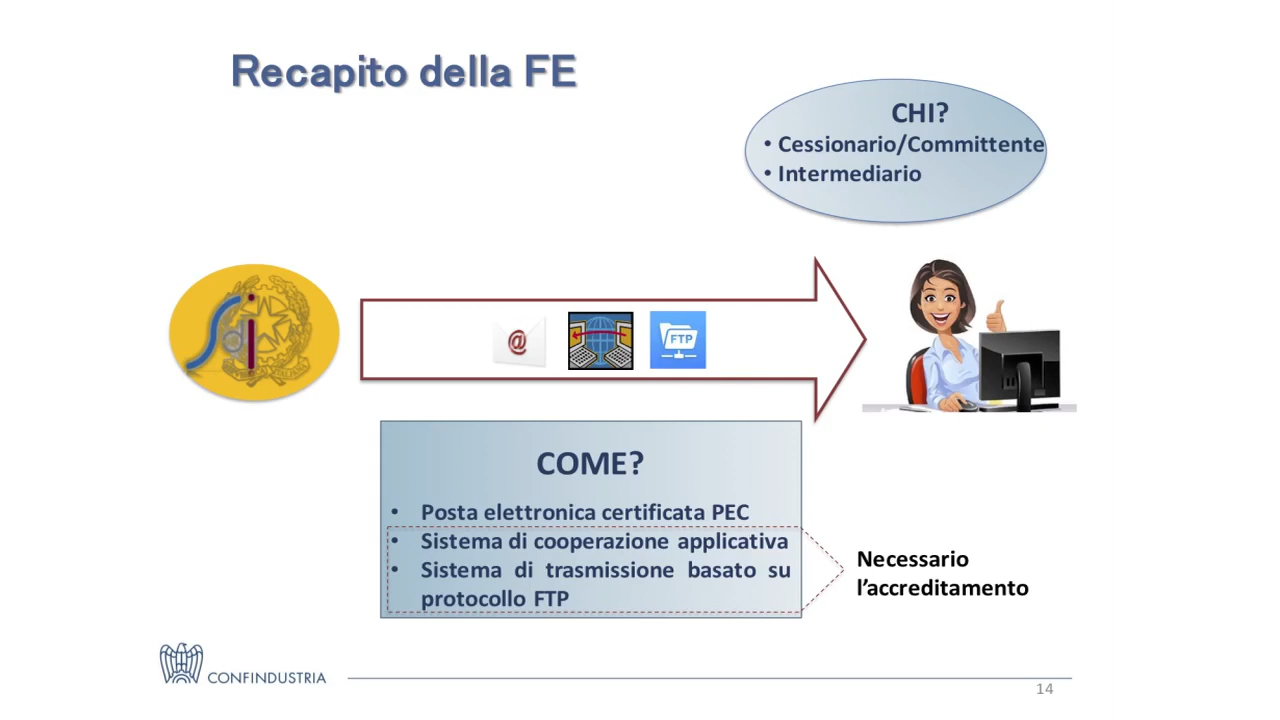 Recapito della FE
CHI?
• Cessionario/Committente
• Intermediario
Sdi
@
FTP
COME?
• Posta elettronica certificata PEC
• Sistema di cooperazione applicativa
• Sistema di trasmissione basato su
protocollo FTP
Necessario
l’accreditamento
CONFINDUSTRIA
14